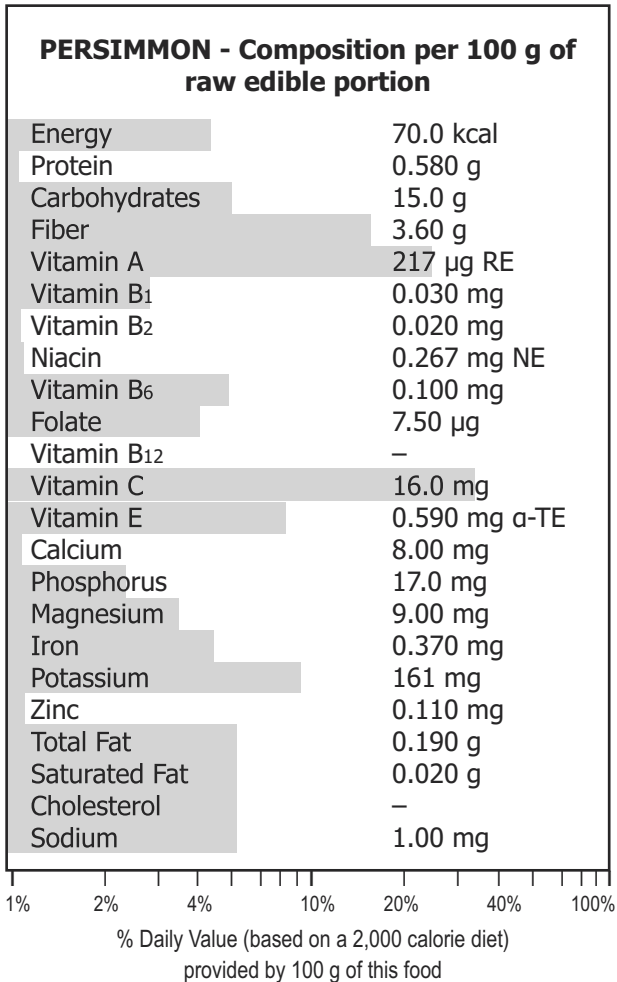 PERSIMMON - Composition per 100 g of
raw edible portion
Energy 70.0 kcal
Protein 0.580 g
Carbohydrates 15.0 g
Fiber 3.60 g
Vitamin A 217 µg RE
Vitamin B1 0.030 mg
Vitamin B2 0.020 mg
Niacin 0.267 mg NE
Vitamin B6 0.100 mg
Folate 7.50 µg
Vitamin B12 –
Vitamin C 16.0 mg
Vitamin E 0.590 mg α-TE
Calcium 8.00 mg
Phosphorus 17.0 mg
Magnesium 9.00 mg
Iron 0.370 mg
Potassium 161 mg
Zinc 0.110 mg
Total Fat 0.190 g
Saturated Fat 0.020 g
Cholesterol –
Sodium 1.00 mg
1% 2% 4% 10% 20% 40% 100%
% Daily Value (based on a 2,000 calorie diet)
provided by 100 g of this food